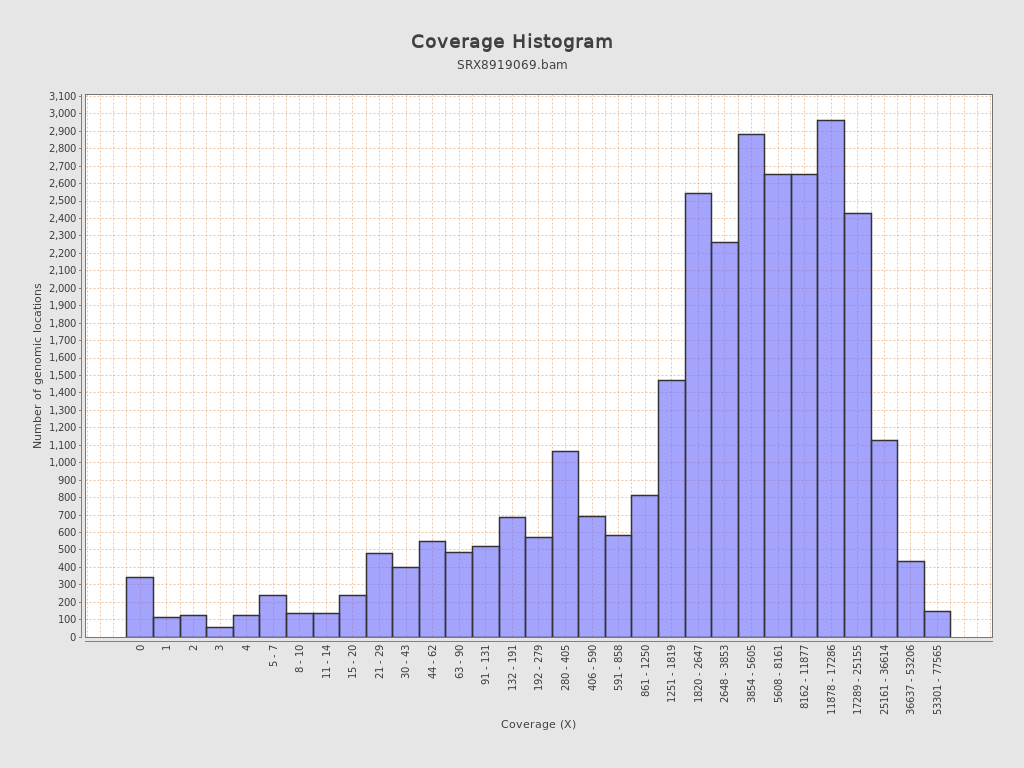 Coverage Histogram
SRX8919069.bam
Number of genomic locations
3,100
3,000
2,900
2,800
2,700
2,600
2,500
2,400
2,300
2,200
2,100
2,000
1,900
1,800
1,700
1,600
1,500
1,400
1,300
1,200
1,100
1,000
900
800
700
600
500
400
300
200
100
0
0
1
2
3
4
5 - 7
8 - 10
11 - 14
15 - 20
21 - 29
30 - 43
44 - 62
63 - 90
91 - 131
132 - 191
192 - 279
280 - 405
406 - 590
591 - 858
861 - 1250
1251 - 1819
1820 - 2647
2648 - 3853
3854 - 5605
5608 - 8161
8162 - 11877
11878 - 17286
17289 - 25155
25161 - 36614
36637 - 53206
53301 - 77565
Coverage (X)